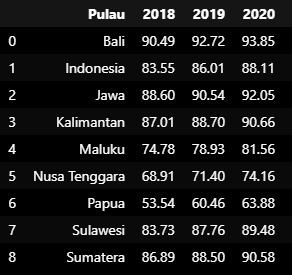 Pulau 2018 2019 2020
0 Bali 90.49 92.72 93.85
1 Indonesia 83.55 86.01 88.11
2 Jawa 88.60 90.54 92.05
3 Kalimantan 87.01 88.70 90.66
4 Maluku 74.78 78.93 81.56
5 Nusa Tenggara 68.91 71.40 74.16
6 Papua 53.54 60.46 63.88
7 Sulawesi 83.73 87.76 89.48
8 Sumatera 86.89 88.50 90.58